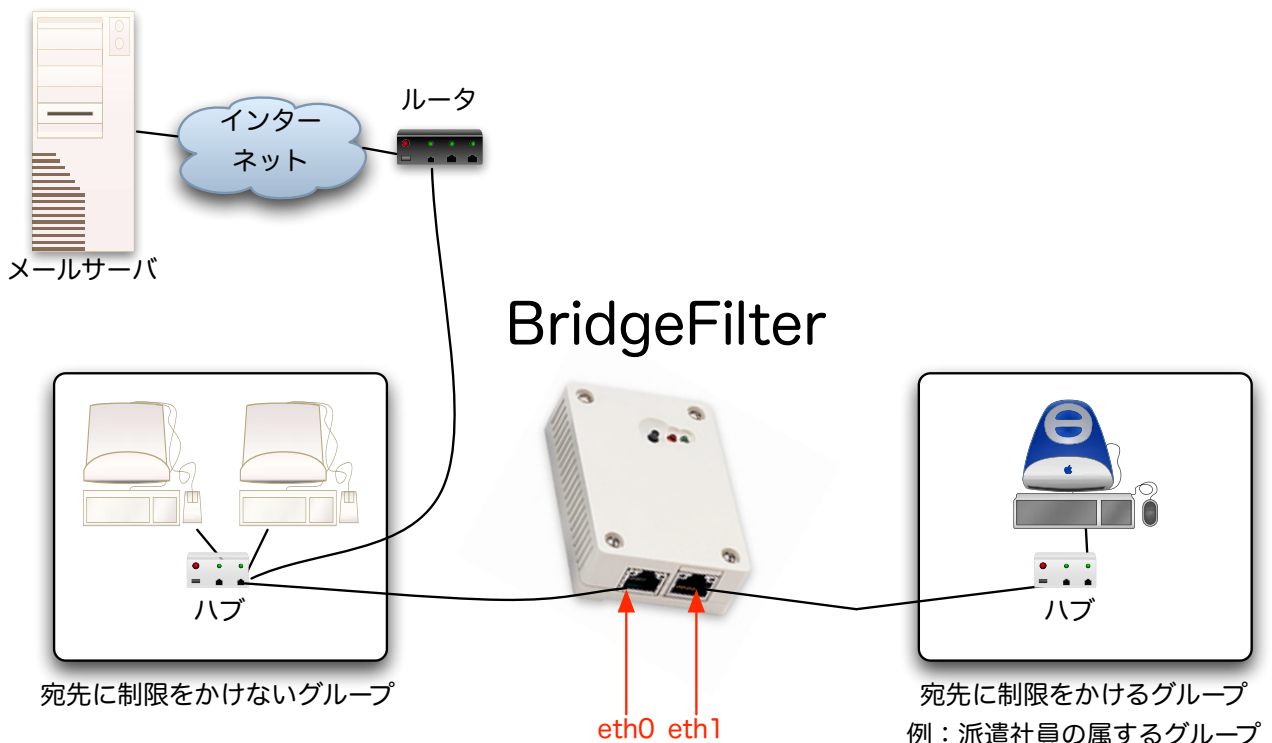 ルータ
インター
ネット
メールサーバ
BridgeFilter
ハブ
ハブ
宛先に制限をかけないグループ
宛先に制限をかけるグループ
eth0 eth1
例：派遣社員の属するグループ